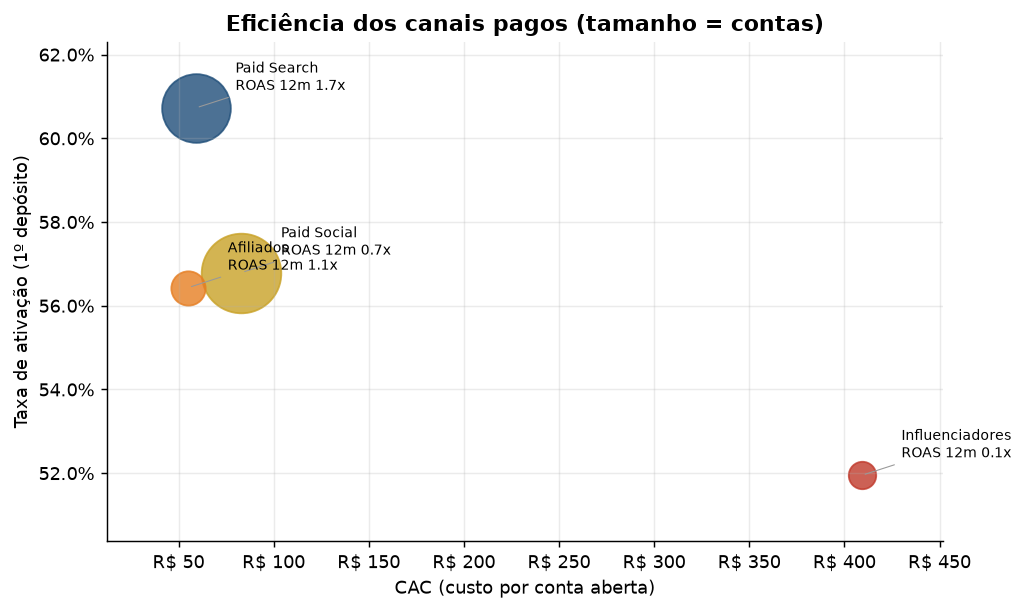 Eficiência dos canais pagos (tamanho = contas)
Taxa de ativação (1º depósito)
62.0%
60.0%
58.0%
56.0%
54.0%
52.0%
Paid Search
ROAS 12m 1.7x
Paid Social
ROAS 12m 0.7x
Afiliados
ROAS 12m 1.1x
Influenciadores
ROAS 12m 0.1x
R$ 50
R$ 100
R$ 150
R$ 200
R$ 250
R$ 300
R$ 350
R$ 400
R$ 450
CAC (custo por conta aberta)